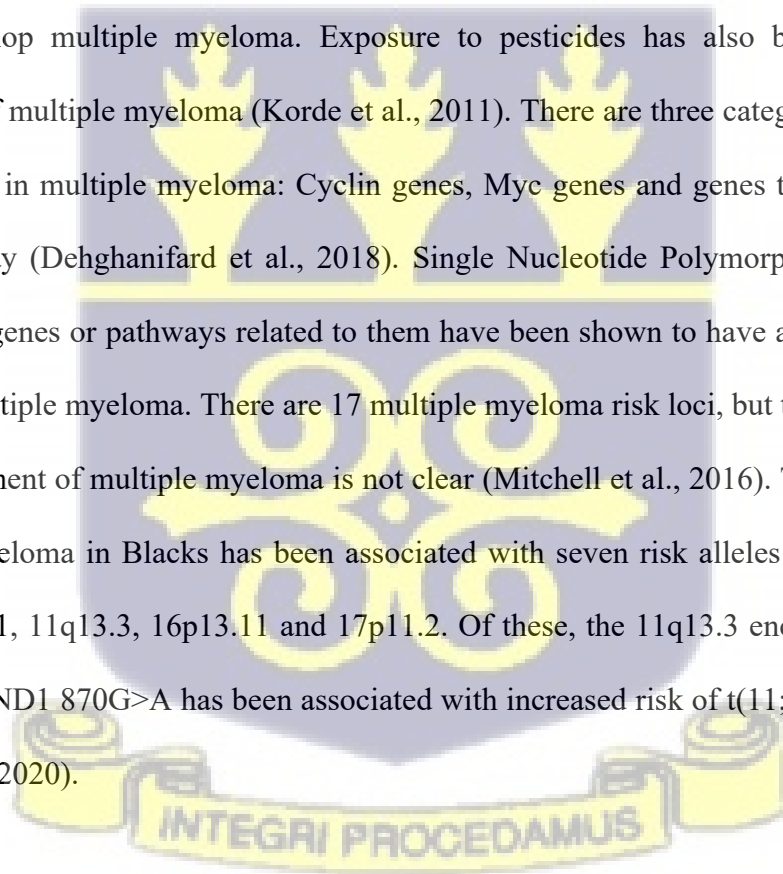 op multiple myeloma. Exposure to pesticides has also b
f multiple myeloma (Korde et al., 2011). There are three categ
in multiple myeloma: Cyclin genes, Myc genes and genes t
y (Dehghanifard et al., 2018). Single Nucleotide Polymorp
genes or pathways related to them have been shown to have a
tiple myeloma. There are 17 multiple myeloma risk loci, but t
nent of multiple myeloma is not clear (Mitchell et al., 2016). T
eloma in Blacks has been associated with seven risk alleles
1, 11q13.3, 16p13.11 and 17p11.2. Of these, the 11q13.3 enc
ND1 870G>A has been associated with increased risk of t(11;
2020).
INTEGRI PROCEDAMUS